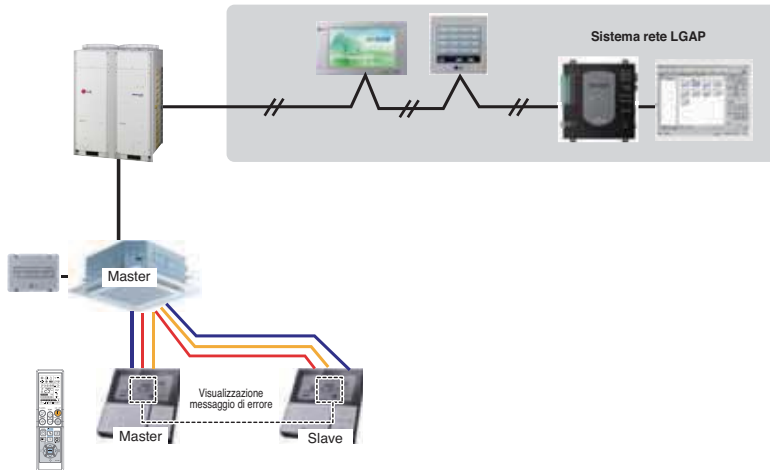 Sistema rete LGAP
Master
Visualizzazione
messaggio di errore
Master
Slave